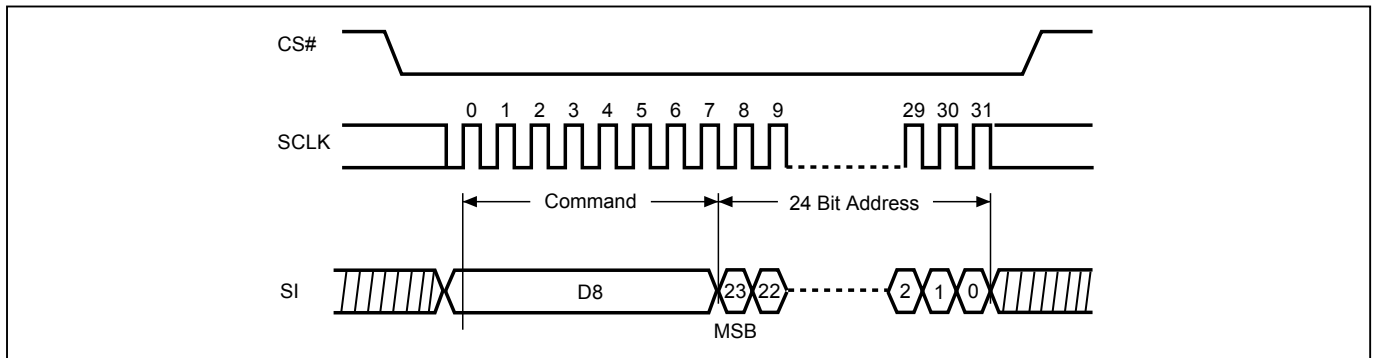 CS#
0 1 2 3 4 5 6 7 8 9 29 30 31
SCLK
Command 24 Bit Address
SI D8 23 22 2 1 0
MSB